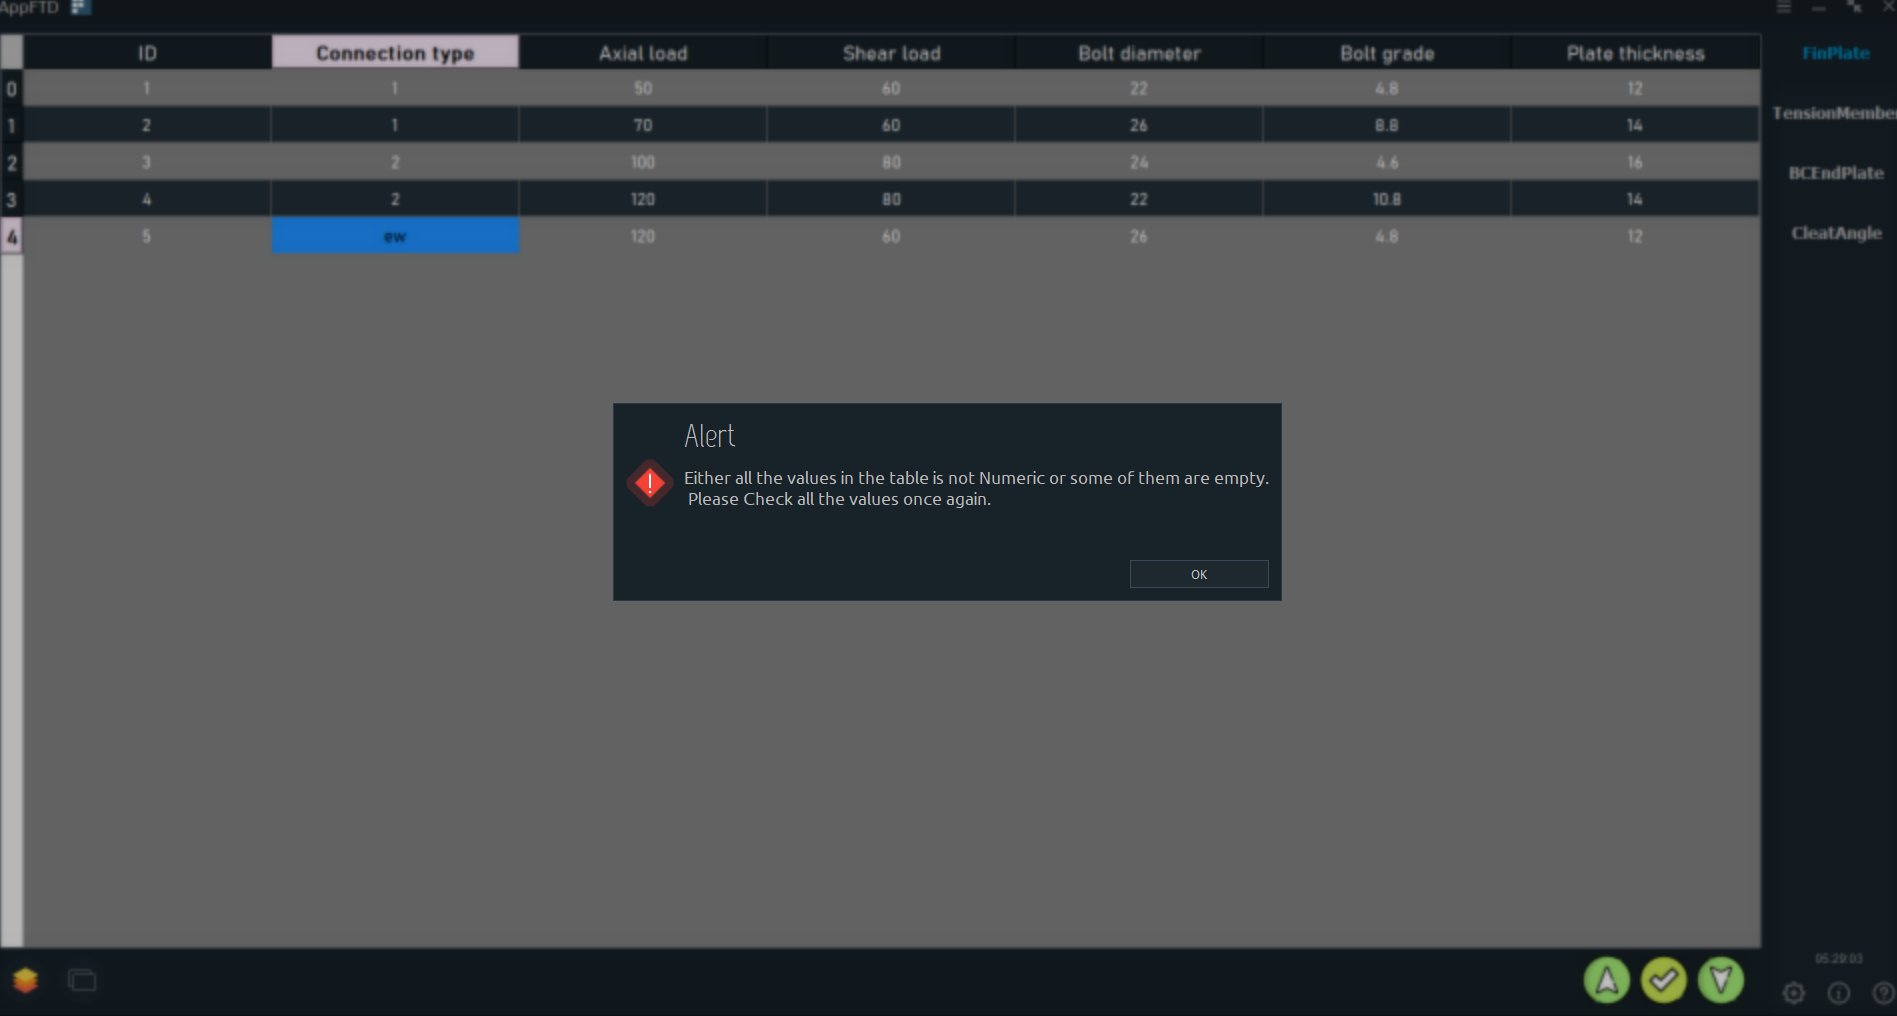 AppFTD
ID Connection type Axial load Shear load Bolt diameter Bolt grade Plate thickness
0 1 1 50 60 22 4.8 12
1 2 1 70 60 26 8.8 14
2 3 2 100 80 24 4.6 16
3 4 2 120 80 22 10.8 14
4 5 ew 120 60 26 4.8 12
FinPlate
TensionMember
BCEndPlate
CleatAngle
Alert
Either all the values in the table is not Numeric or some of them are empty.
Please Check all the values once again.
OK
05:29:03